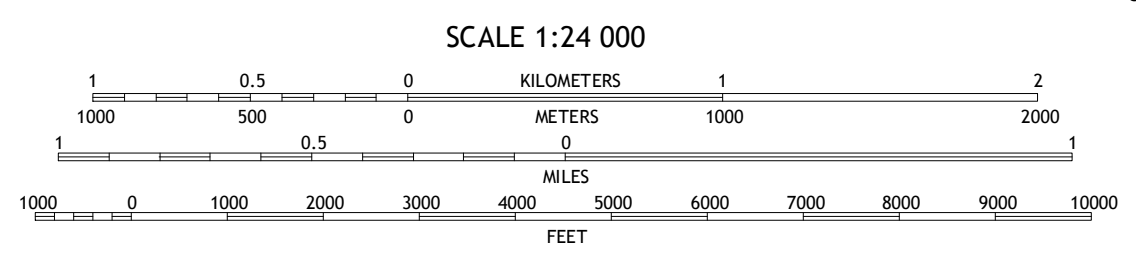 SCALE 1:24 000
1 0.5 0 KILOMETERS 1 2
1000 500 0 METERS 1000 2000
1 0.5 0 1
MILES
1000 0 1000 2000 3000 4000 5000 6000 7000 8000 9000 10000
FEET